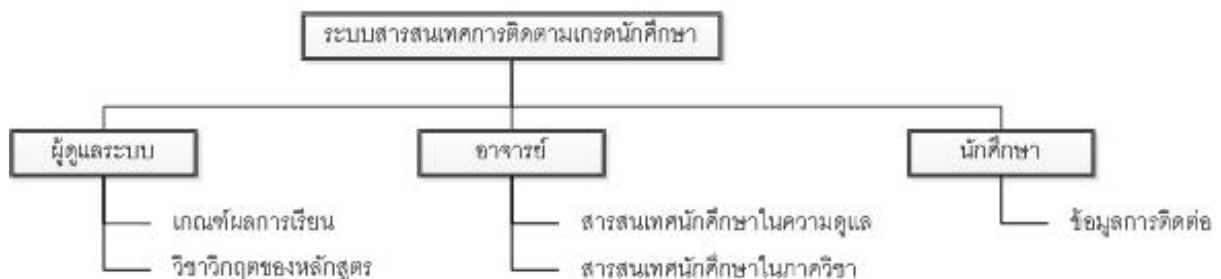 ระบบสารสนเทศการติดตามเกรดนักศึกษา
ผู้ดูแลระบบ
อาจารย์
นักศึกษา
เกณฑ์ผลการเรียน
สารสนเทศนักศึกษาในความดูแล
ข้อมูลการติดต่อ
วิชาวิกฤตของหลักสูตร
สารสนเทศนักศึกษาในภาควิชา